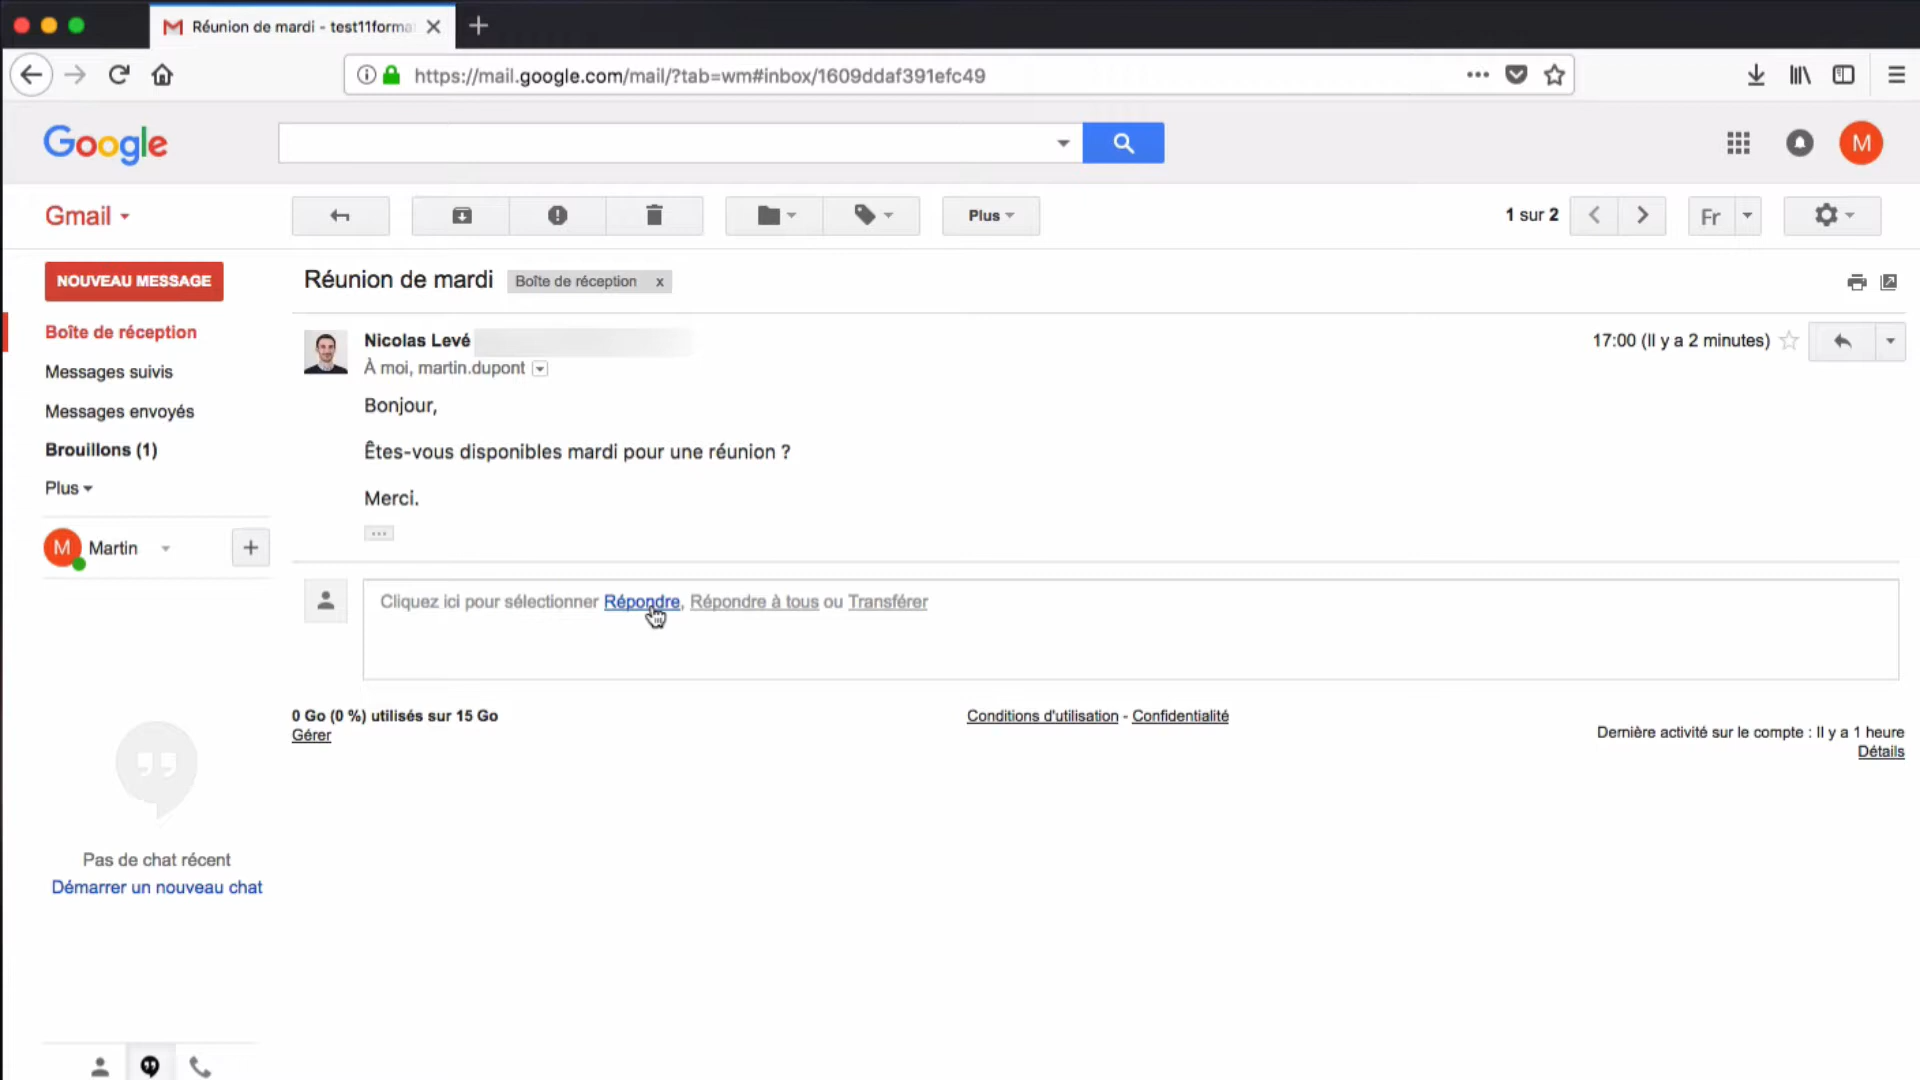 Réunion de mardi - test11forma
https://mail.google.com/mail/?tab=wm#inbox/1609ddaf391efc49
Google
M
Gmail
Plus
1 sur 2
Fr
NOUVEAU MESSAGE
Réunion de mardi
Boîte de réception x
Boîte de réception
Nicolas Levé
17:00 (Il y a 2 minutes)
À moi, martin.dupont
Messages suivis
Bonjour,
Messages envoyés
Êtes-vous disponibles mardi pour une réunion ?
Brouillons (1)
Plus
Merci.
M Martin
Cliquez ici pour sélectionner Répondre, Répondre à tous ou Transférer
0 Go (0 %) utilisés sur 15 Go
Gérer
Conditions d'utilisation - Confidentialité
Dernière activité sur le compte : Il y a 1 heure
Détails
Pas de chat récent
Démarrer un nouveau chat